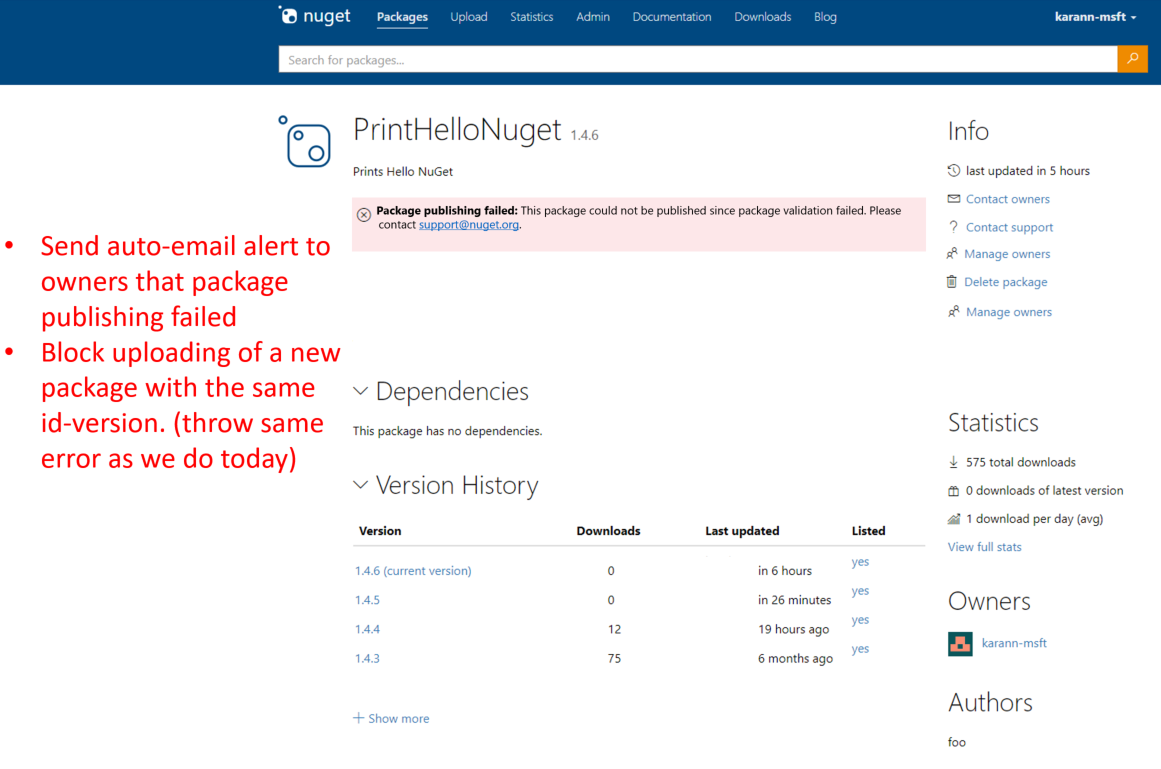 nuget Packages Upload Statistics Admin Documentation Downloads Blog karann-msft
Search for packages...
PrintHelloNuget 1.4.6
Prints Hello NuGet
Package publishing failed: This package could not be published since package validation failed. Please
contact support@nuget.org.
• Send auto-email alert to
owners that package
publishing failed
• Block uploading of a new
package with the same
id-version. (throw same
error as we do today)
Dependencies
This package has no dependencies.
Version History
Version Downloads Last updated Listed
1.4.6 (current version) 0 in 6 hours yes
1.4.5 0 in 26 minutes yes
1.4.4 12 19 hours ago yes
1.4.3 75 6 months ago yes
+ Show more
Info
last updated in 5 hours
Contact owners
? Contact support
Manage owners
Delete package
Manage owners
Statistics
575 total downloads
0 downloads of latest version
1 download per day (avg)
View full stats
Owners
karann-msft
Authors
foo